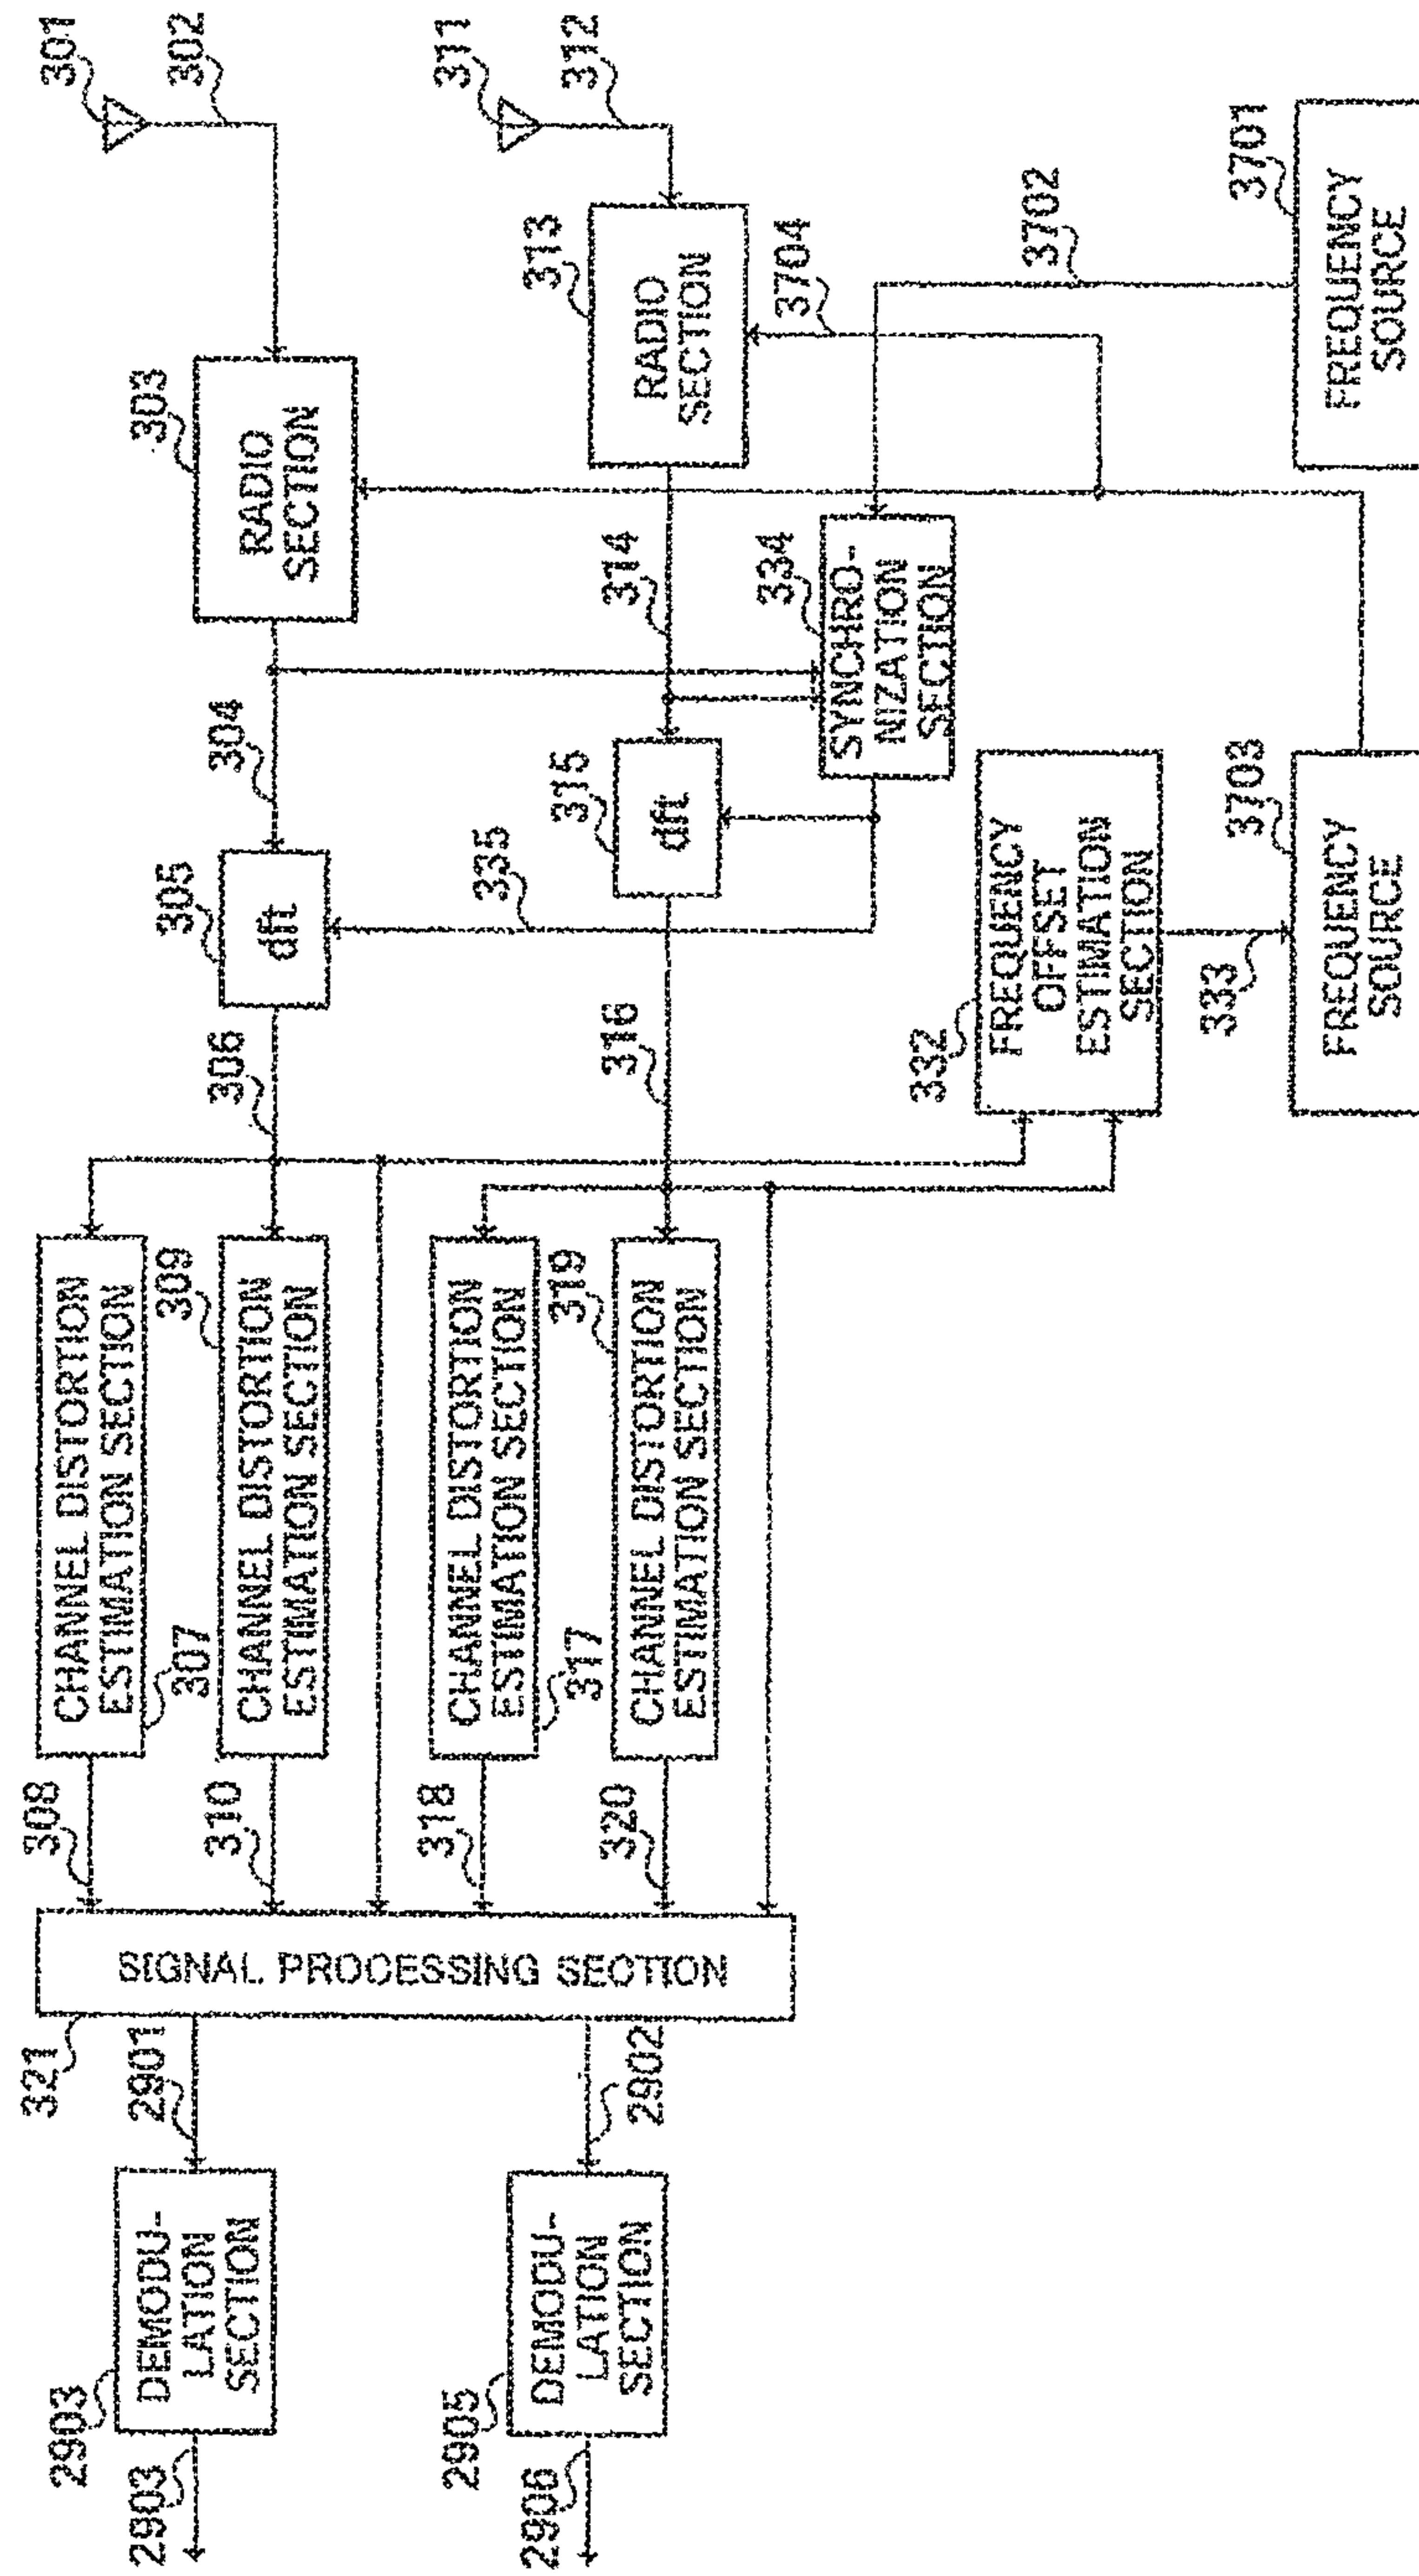 301
302
303
RADIO
SECTION
304
305
dft
306
CHANNEL DISTORTION
ESTIMATION SECTION
307
308
309
CHANNEL DISTORTION
ESTIMATION SECTION
310
311
312
313
RADIO
SECTION
314
315
dft
316
CHANNEL DISTORTION
ESTIMATION SECTION
317
318
319
CHANNEL DISTORTION
ESTIMATION SECTION
320
SIGNAL PROCESSING SECTION
321
2901
2902
DEMODU-
LATION
SECTION
2903
2903
DEMODU-
LATION
SECTION
2905
2906
334
SYNCHRO-
NIZATION
SECTION
335
332
FREQUENCY
OFFSET
ESTIMATION
SECTION
333
3701
FREQUENCY
SOURCE
3702
3703
FREQUENCY
SOURCE
3704